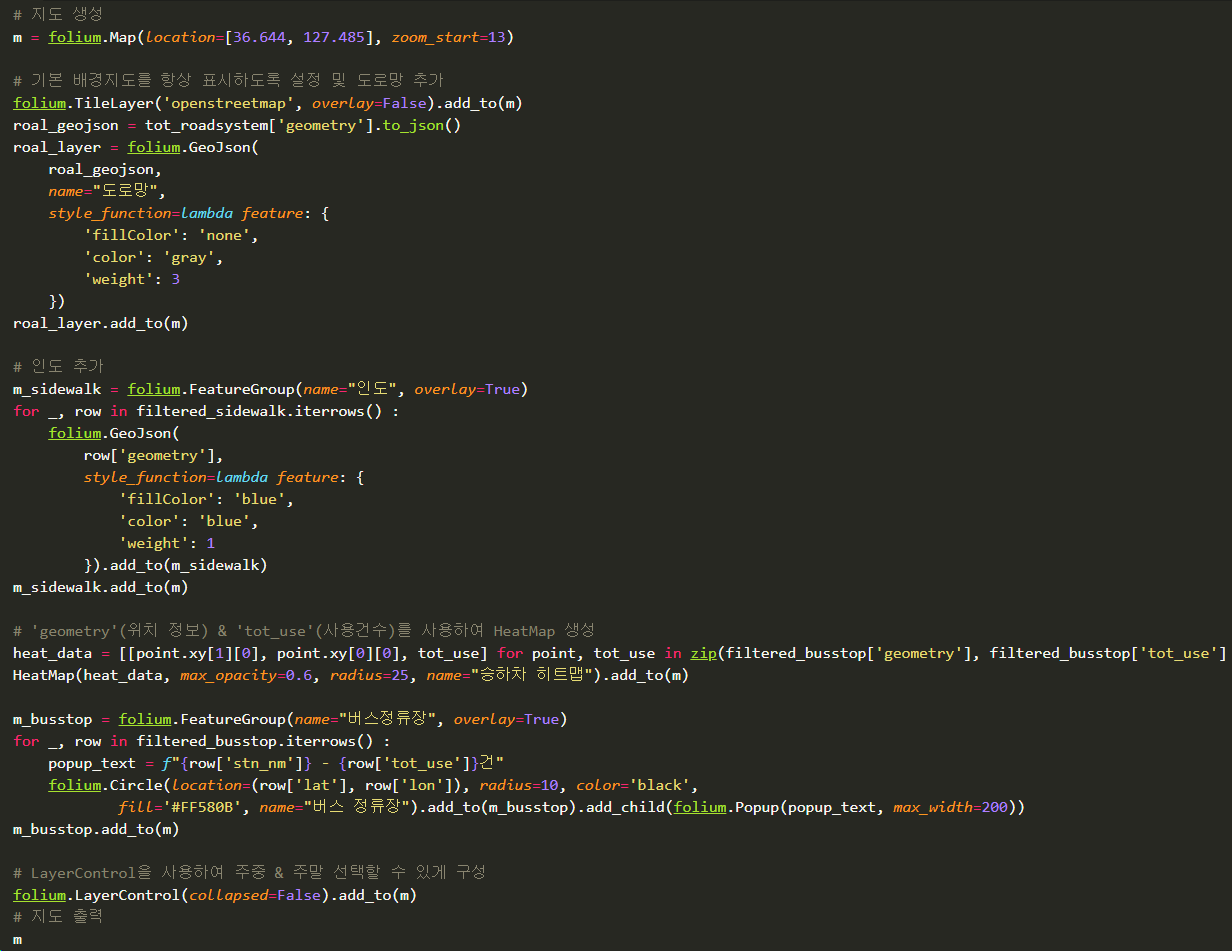 # 지도 생성
m = folium.Map(location=[36.644, 127.485], zoom_start=13)
# 기본 배경지도를 항상 표시하도록 설정 및 도로망 추가
folium.TileLayer('openstreetmap', overlay=False).add_to(m)
roal_geojson = tot_roadsystem['geometry'].to_json()
roal_layer = folium.GeoJson(
    roal_geojson,
    name="도로망",
    style_function=lambda feature: {
        'fillColor': 'none',
        'color': 'gray',
        'weight': 3
    })
roal_layer.add_to(m)
# 인도 추가
m_sidewalk = folium.FeatureGroup(name="인도", overlay=True)
for _, row in filtered_sidewalk.iterrows() :
    folium.GeoJson(
        row['geometry'],
        style_function=lambda feature: {
            'fillColor': 'blue',
            'color': 'blue',
            'weight': 1
        }).add_to(m_sidewalk)
m_sidewalk.add_to(m)
# 'geometry'(위치 정보) & 'tot_use'(사용건수)를 사용하여 HeatMap 생성
heat_data = [[point.xy[1][0], point.xy[0][0], tot_use] for point, tot_use in zip(filtered_busstop['geometry'], filtered_busstop['tot_use']
HeatMap(heat_data, max_opacity=0.6, radius=25, name="승하차 히트맵").add_to(m)
m_busstop = folium.FeatureGroup(name="버스정류장", overlay=True)
for _, row in filtered_busstop.iterrows() :
    popup_text = f"{row['stn_nm']} - {row['tot_use']}건"
    folium.Circle(location=(row['lat'], row['lon']), radius=10, color='black',
            fill='#FF580B', name="버스 정류장").add_to(m_busstop).add_child(folium.Popup(popup_text, max_width=200))
m_busstop.add_to(m)
# LayerControl을 사용하여 주중 & 주말 선택할 수 있게 구성
folium.LayerControl(collapsed=False).add_to(m)
# 지도 출력
m